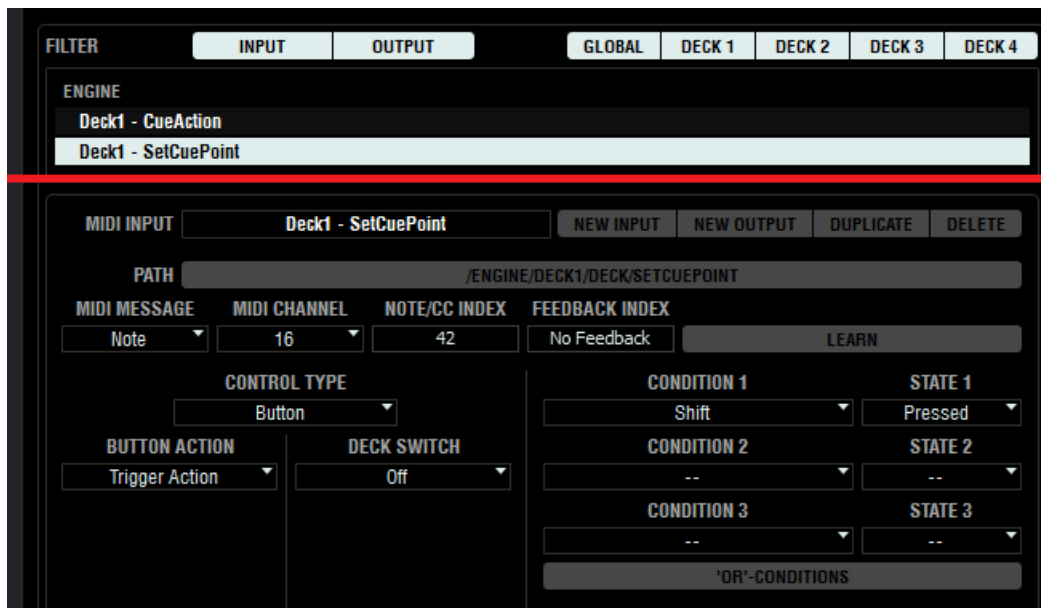 FILTER INPUT OUTPUT GLOBAL DECK 1 DECK 2 DECK 3 DECK 4
ENGINE
Deck1 - CueAction
Deck1 - SetCuePoint
MIDI INPUT Deck1 - SetCuePoint NEW INPUT NEW OUTPUT DUPLICATE DELETE
PATH /ENGINE/DECK1/DECK/SETCUEPOINT
MIDI MESSAGE MIDI CHANNEL NOTE/CC INDEX FEEDBACK INDEX
Note 16 42 No Feedback LEARN
CONTROL TYPE CONDITION 1 STATE 1
Button Shift Pressed
BUTTON ACTION DECK SWITCH CONDITION 2 STATE 2
Trigger Action Off -- --
CONDITION 3 STATE 3
-- --
'OR'-CONDITIONS